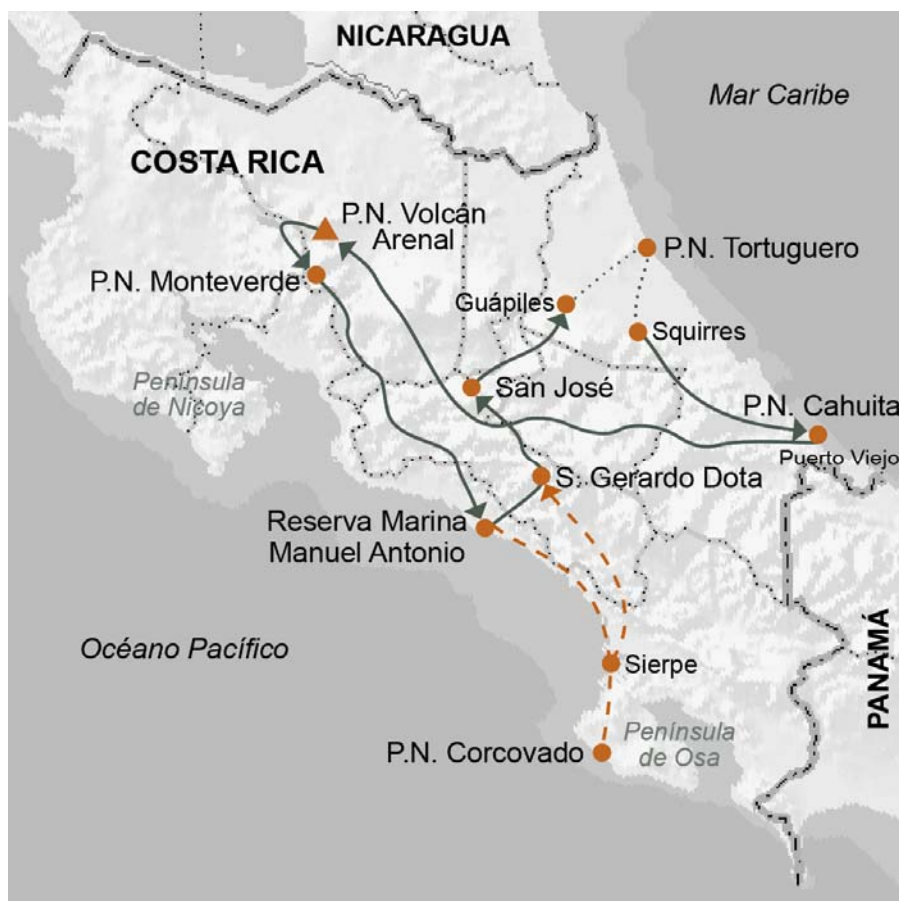 NICARAGUA
Mar Caribe
COSTA RICA
P.N. Volcán
Arenal
P.N. Tortuguero
P.N. Monteverde
Guápiles
Squirres
Península
de Niçoya
San José
P.N. Cahuita
Puerto Viejo
S. Gerardo Dota
Reserva Marina
Manuel Antonio
Océano Pacífico
Sierpe
PANAMÁ
Península
de Osa
P.N. Corcovado